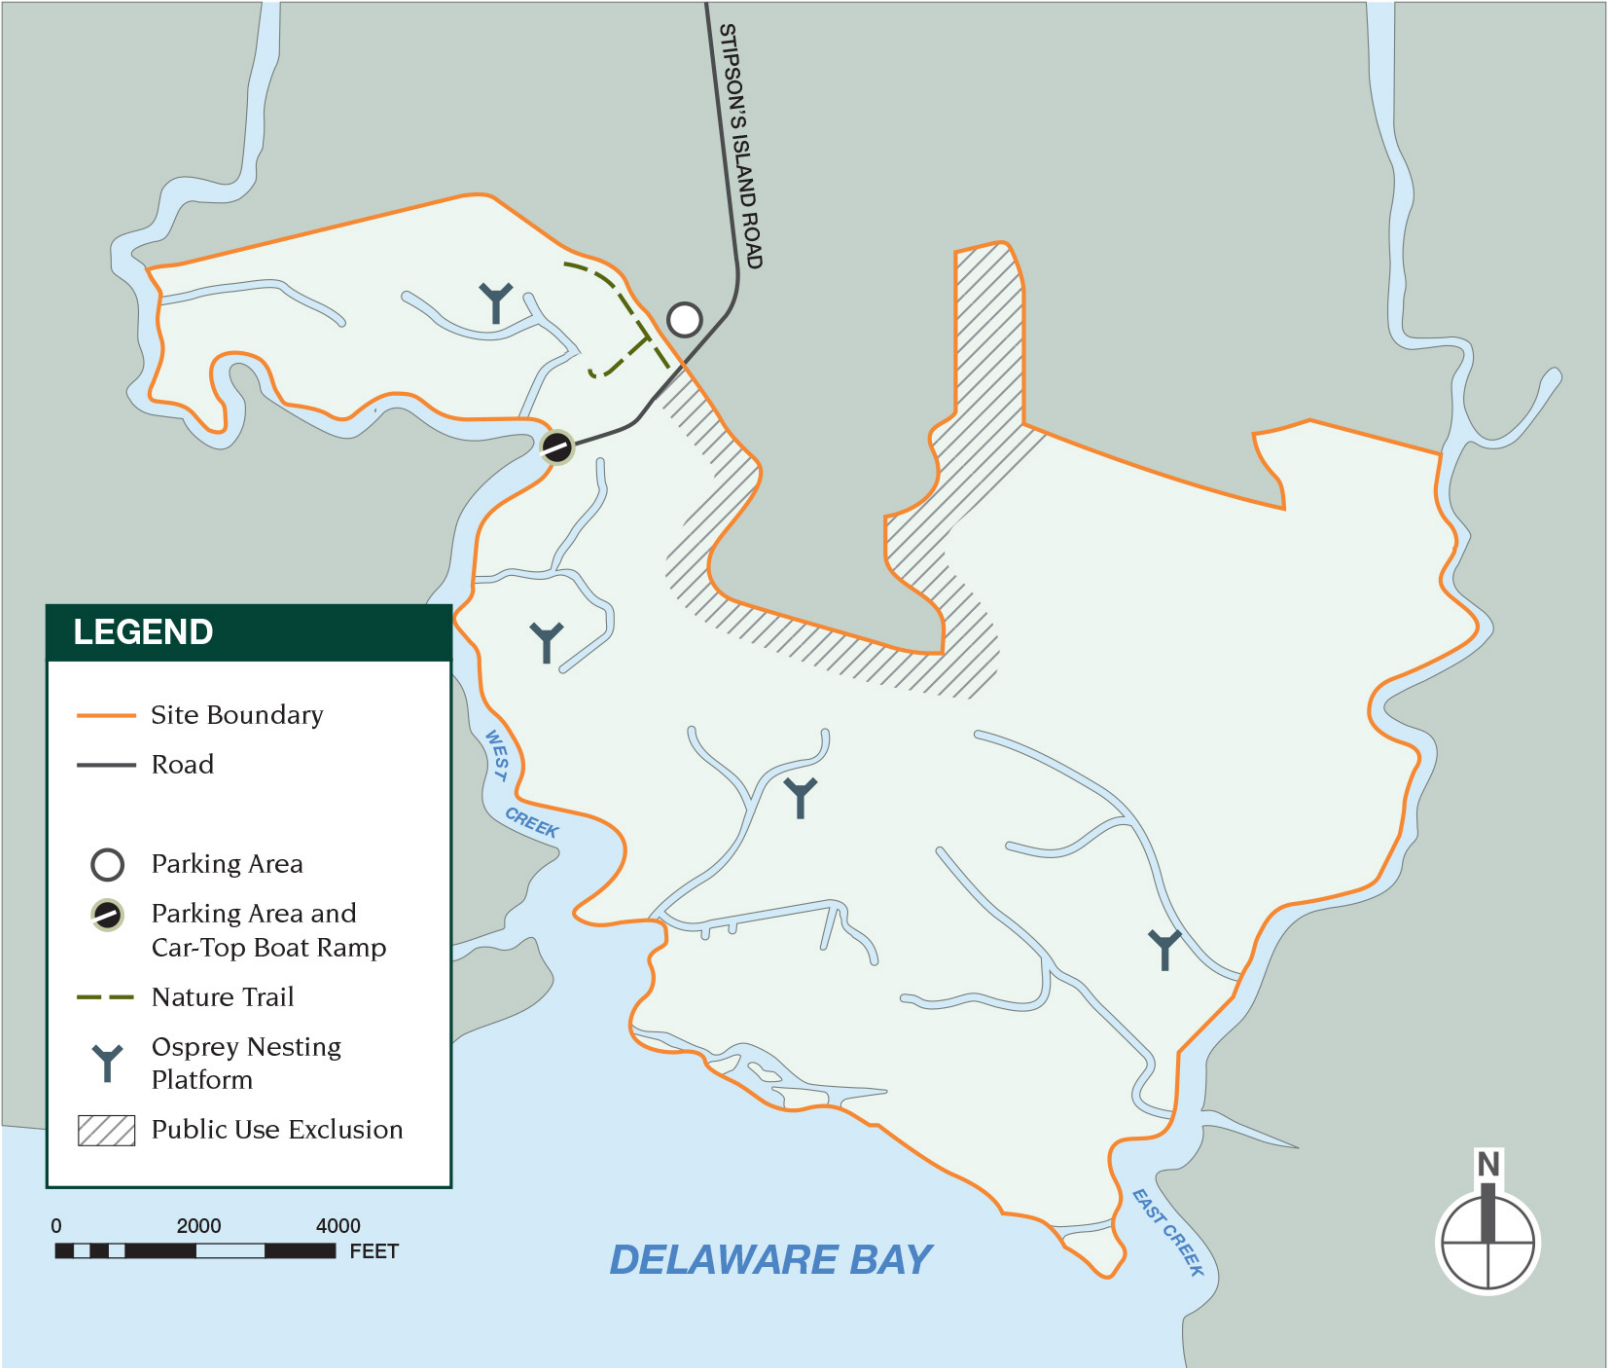 STIPSON'S ISLAND ROAD
LEGEND
Site Boundary
Road
Parking Area
Parking Area and
Car-Top Boat Ramp
Nature Trail
Osprey Nesting
Platform
Public Use Exclusion
WEST
CREEK
0 2000 4000
FEET
DELAWARE BAY
EAST CREEK
N